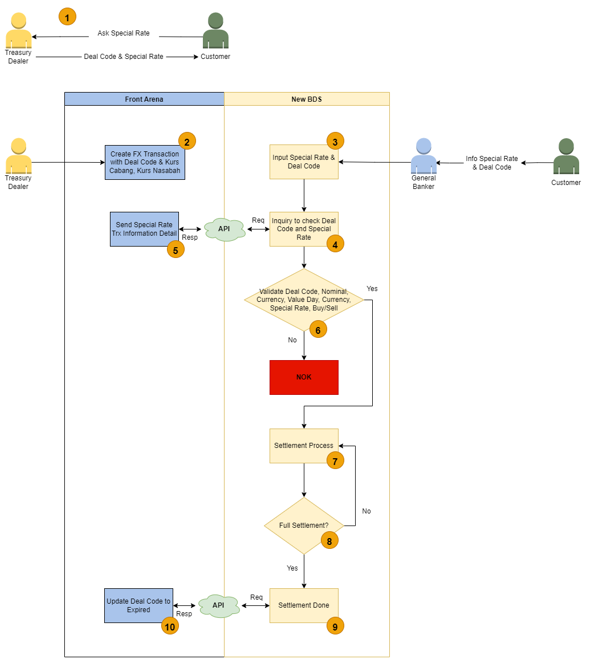 1
Ask Special Rate
Treasury
Dealer
Deal Code & Special Rate
Customer
Front Arena
New BDS
2
Create FX Transaction
with Deal Code & Kurs
Cabang, Kurs Nasabah
3
Input Special Rate &
Deal Code
Treasury
Dealer
General
Banker
Info Special Rate
& Deal Code
Customer
Send Special Rate
Trx Information Detail
5
Resp
API
Req
Inquiry to check Deal
Code and Special
Rate
4
Validate Deal Code, Nominal,
Currency, Value Day, Currency,
Special Rate, Buy/Sell
6
Yes
No
NOK
Settlement Process
7
Full Settlement?
8
No
Yes
Update Deal Code to
Expired
10
Resp
API
Req
Settlement Done
9